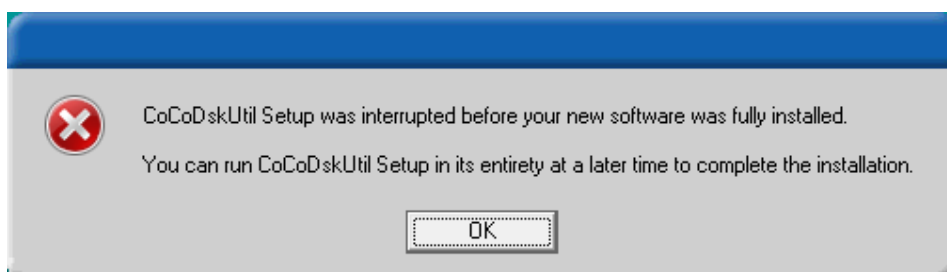 CoCoDskUtil Setup was interrupted before your new software was fully installed.
You can run CoCoDskUtil Setup in its entirety at a later time to complete the installation.
OK